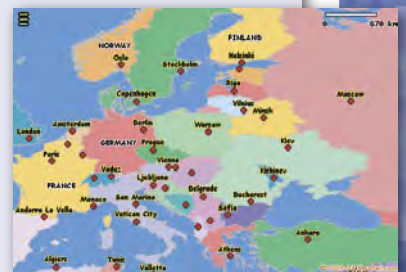 670 km
NORWAY
FINLAND
Oslo
Helsinki
Stockholm
Riga
Copenhagen
Moscow
Vilnius
Minsk
London
Amsterdam
Berlin
Warsaw
GERMANY
Prague
Kiev
Paris
Vaduz
Vienna
Kishinev
FRANCE
Ljubljana
Andorra La Vella
Monaco
San Marino
Belgrade
Bucharest
Vatican City
Sofia
Ankara
Athens
Algiers
Tunis
Valletta